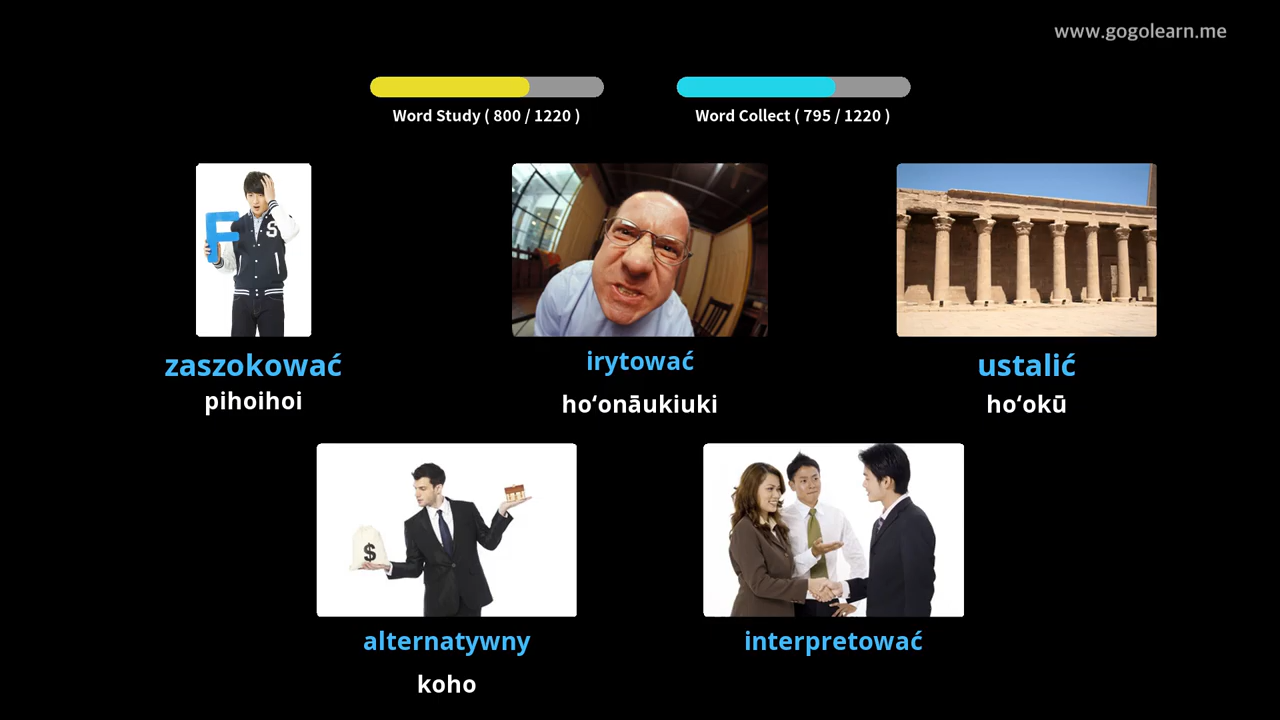 www.gogolearn.me
Word Study ( 800 / 1220 )
Word Collect ( 795 / 1220 )
F
S
zaszokować
pihoihoi
irytować
hoʻonāukiuki
ustalić
hoʻokū
$
alternatywny
koho
interpretować